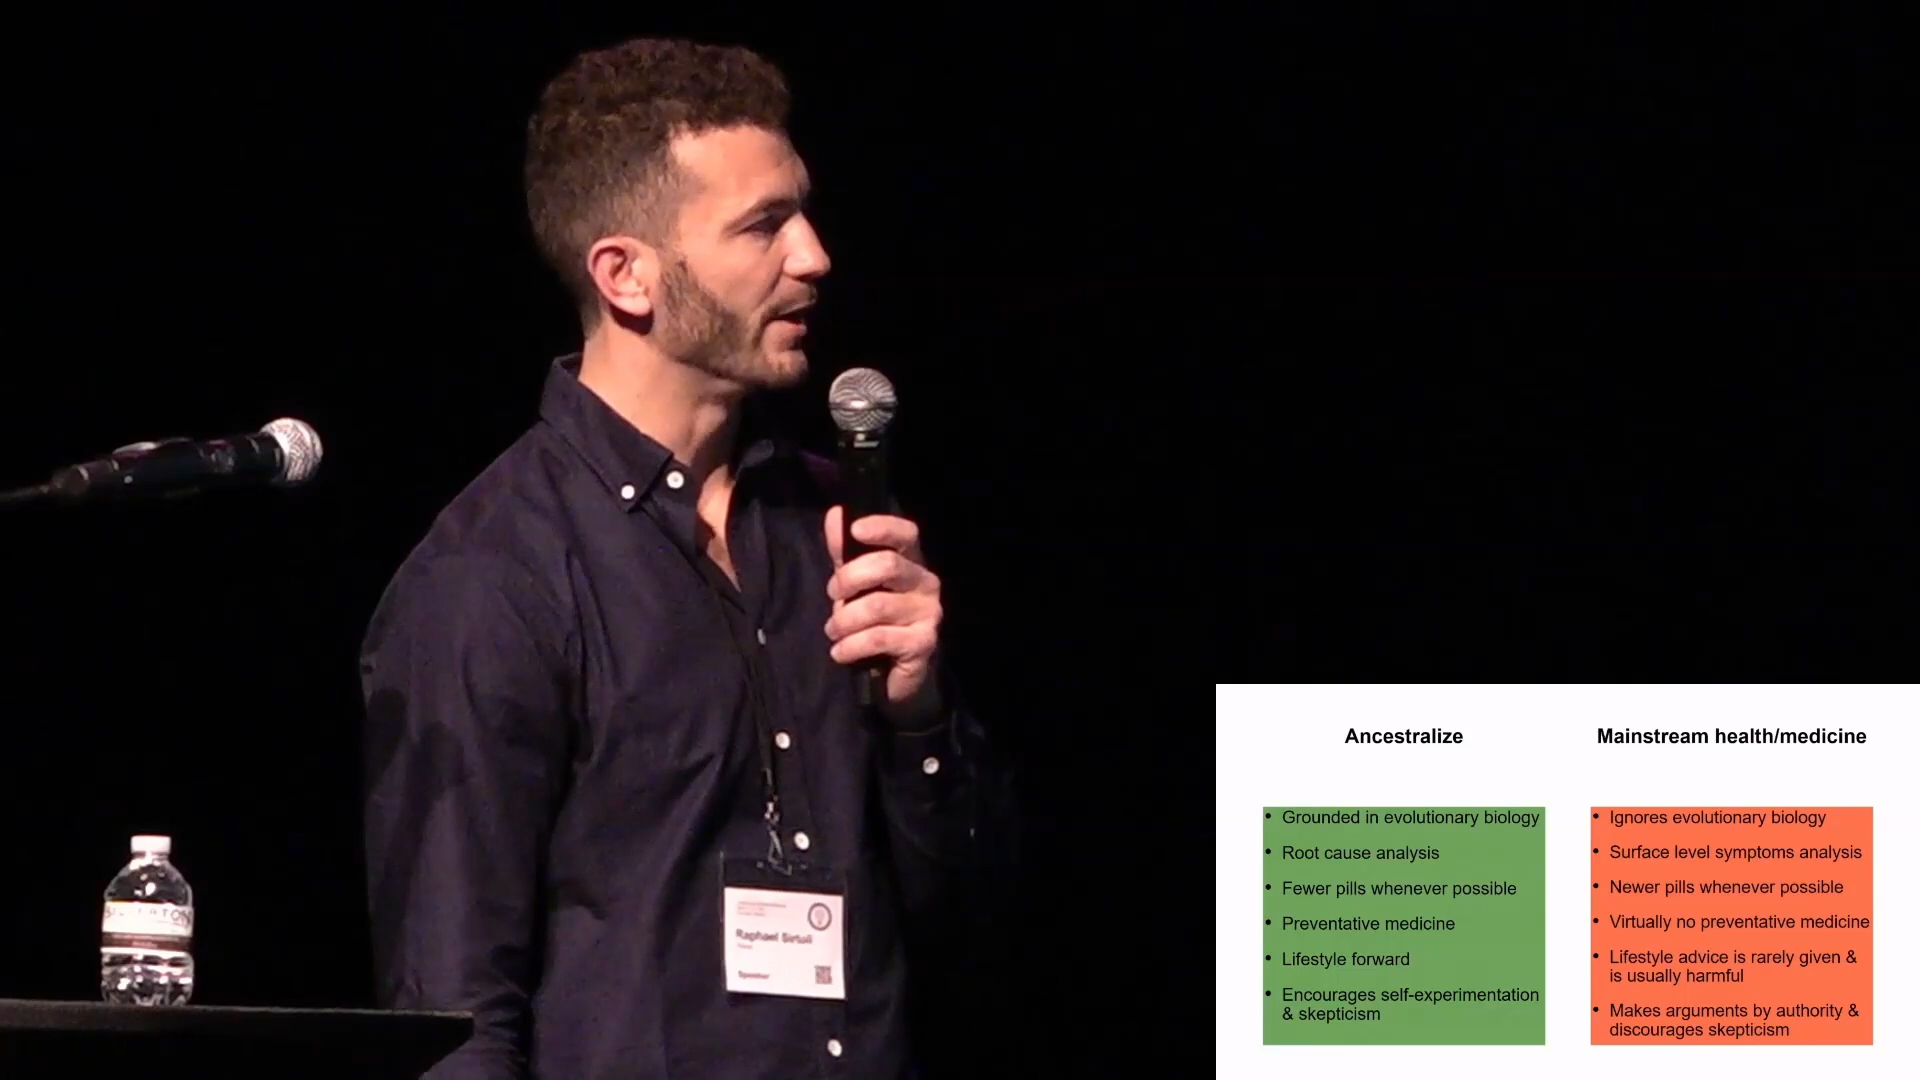 Raphael Sirtoli
Speaker
Ancestralize
Grounded in evolutionary biology
Root cause analysis
Fewer pills whenever possible
Preventative medicine
Lifestyle forward
Encourages self-experimentation
& skepticism
Mainstream health/medicine
Ignores evolutionary biology
Surface level symptoms analysis
Newer pills whenever possible
Virtually no preventative medicine
Lifestyle advice is rarely given &
is usually harmful
Makes arguments by authority &
discourages skepticism